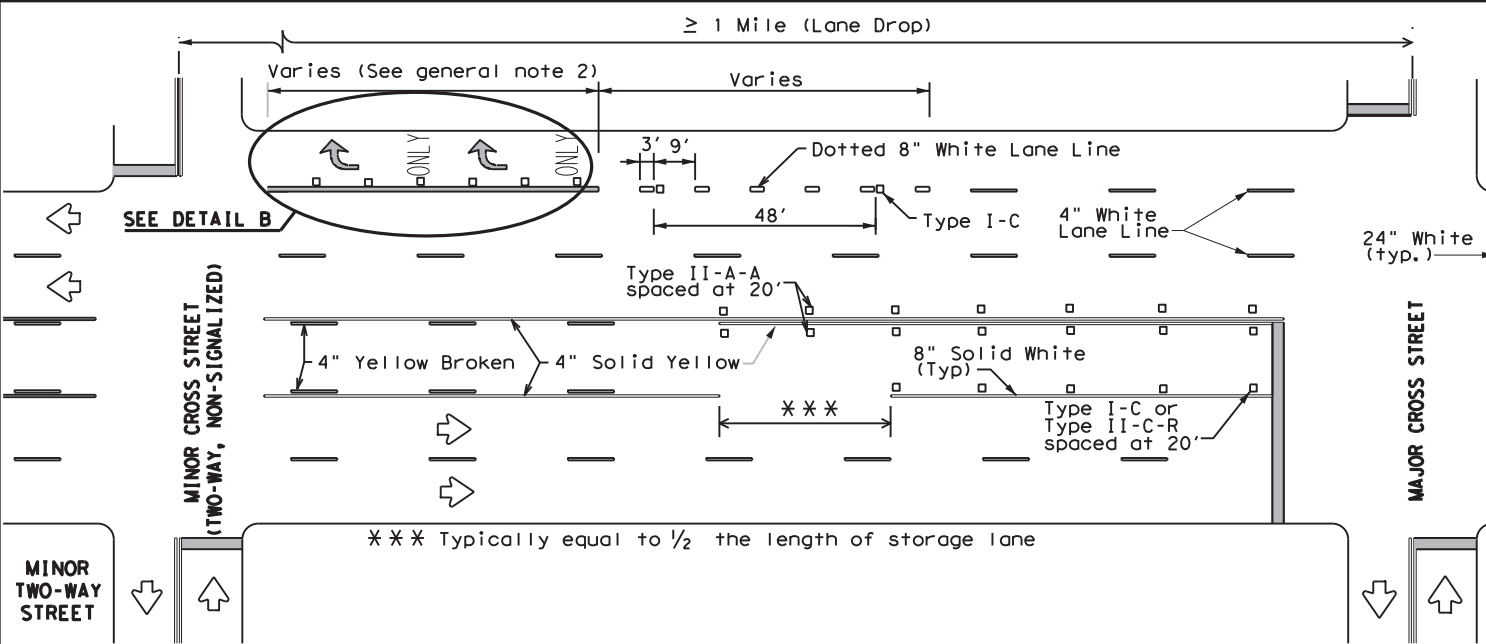 ≥ 1 Mile (Lane Drop)
Varies (See general note 2)
Varies
ONLY
ONLY
3' 9'
Dotted 8" White Lane Line
SEE DETAIL B
48'
Type I-C
4" White
Lane Line
24" White
(typ.)
Type II-A-A
spaced at 20'
MINOR CROSS STREET
(TWO-WAY, NON-SIGNALIZED)
4" Yellow Broken
4" Solid Yellow
8" Solid White
(Typ)
***
Type I-C or
Type II-C-R
spaced at 20'
MAJOR CROSS STREET
*** Typically equal to 1/2 the length of storage lane
MINOR
TWO-WAY
STREET